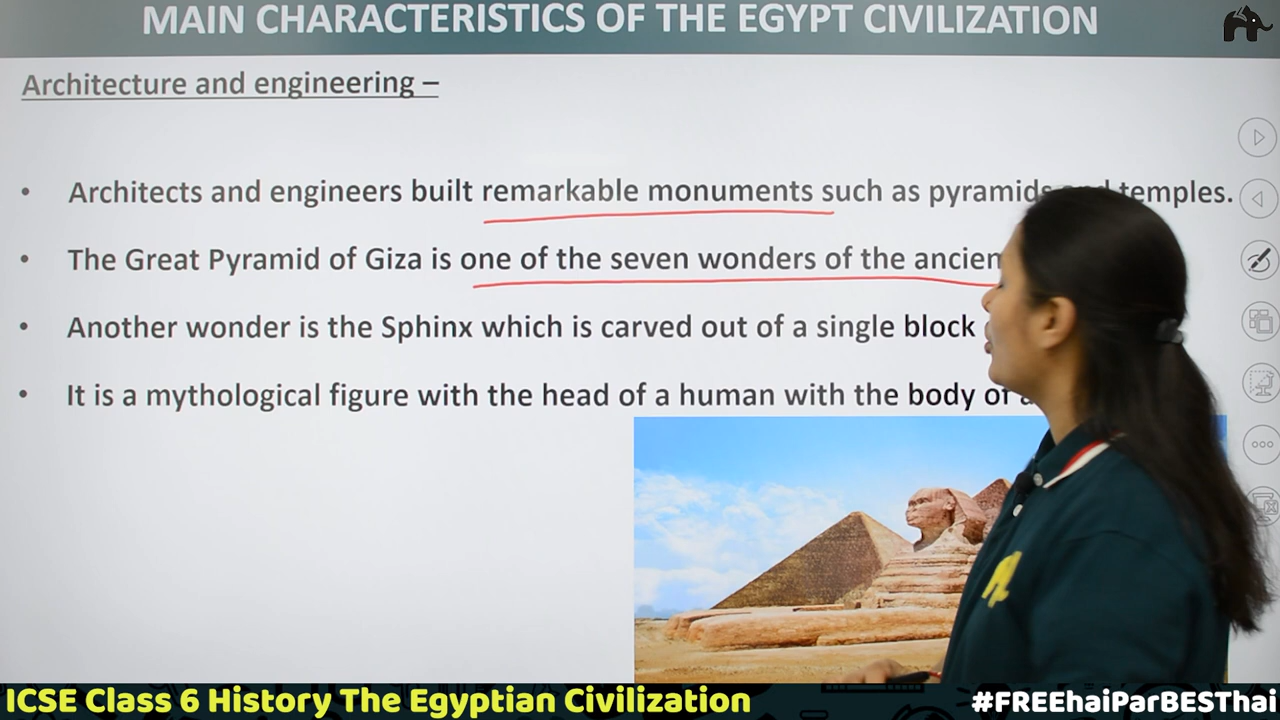 MAIN CHARACTERISTICS OF THE EGYPT CIVILIZATION
Architecture and engineering –
• Architects and engineers built remarkable monuments such as pyramids and temples.
• The Great Pyramid of Giza is one of the seven wonders of the ancien
• Another wonder is the Sphinx which is carved out of a single block
• It is a mythological figure with the head of a human with the body of a
ICSE Class 6 History The Egyptian Civilization
#FREEhaiParBESThai